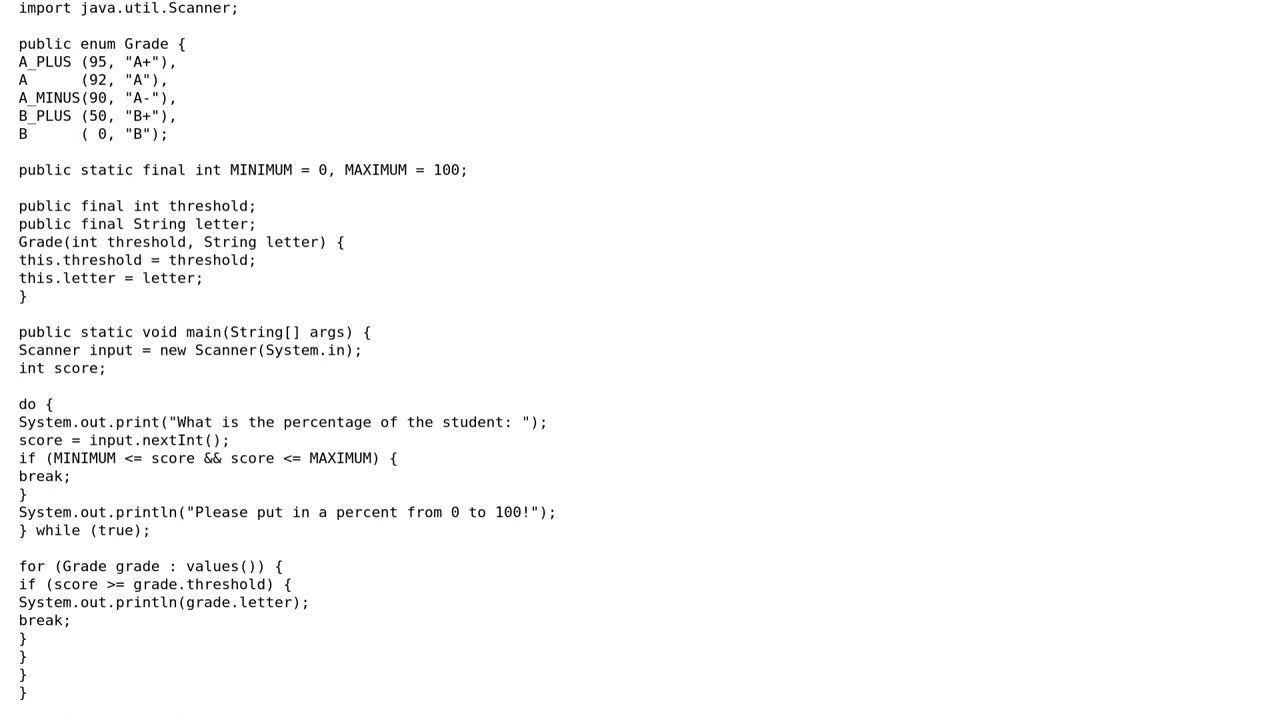 import java.util.Scanner;

public enum Grade {
A_PLUS (95, "A+"),
A      (92, "A"),
A_MINUS(90, "A-"),
B_PLUS (50, "B+"),
B      ( 0, "B");

public static final int MINIMUM = 0, MAXIMUM = 100;

public final int threshold;
public final String letter;
Grade(int threshold, String letter) {
this.threshold = threshold;
this.letter = letter;
}

public static void main(String[] args) {
Scanner input = new Scanner(System.in);
int score;

do {
System.out.print("What is the percentage of the student: ");
score = input.nextInt();
if (MINIMUM <= score && score <= MAXIMUM) {
break;
}
System.out.println("Please put in a percent from 0 to 100!");
} while (true);

for (Grade grade : values()) {
if (score >= grade.threshold) {
System.out.println(grade.letter);
break;
}
}
}
}